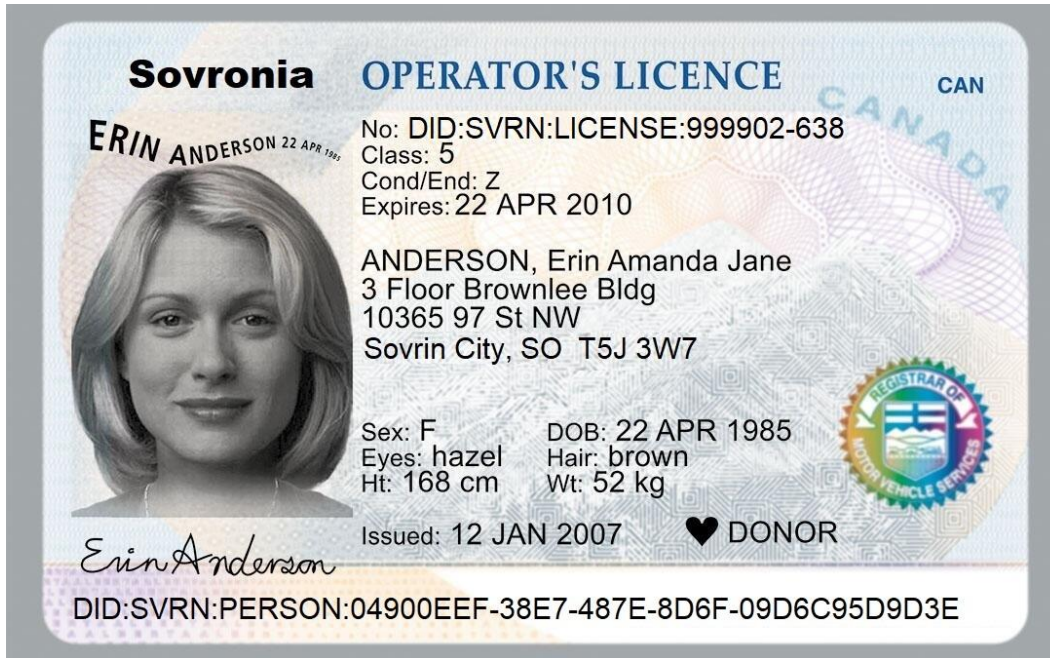 Sovronia OPERATOR'S LICENCE CAN
CANADA
ERIN ANDERSON 22 APR 1985
No: DID:SVRN:LICENSE:999902-638
Class: 5
Cond/End: Z
Expires: 22 APR 2010
ANDERSON, Erin Amanda Jane
3 Floor Brownlee Bldg
10365 97 St NW
Sovrin City, SO T5J 3W7
REGISTRAR OF
MOTOR VEHICLE SERVICES
Sex: F DOB: 22 APR 1985
Eyes: hazel Hair: brown
Ht: 168 cm Wt: 52 kg
Issued: 12 JAN 2007 ♥ DONOR
Erin Anderson
DID:SVRN:PERSON:04900EEF-38E7-487E-8D6F-09D6C95D9D3E